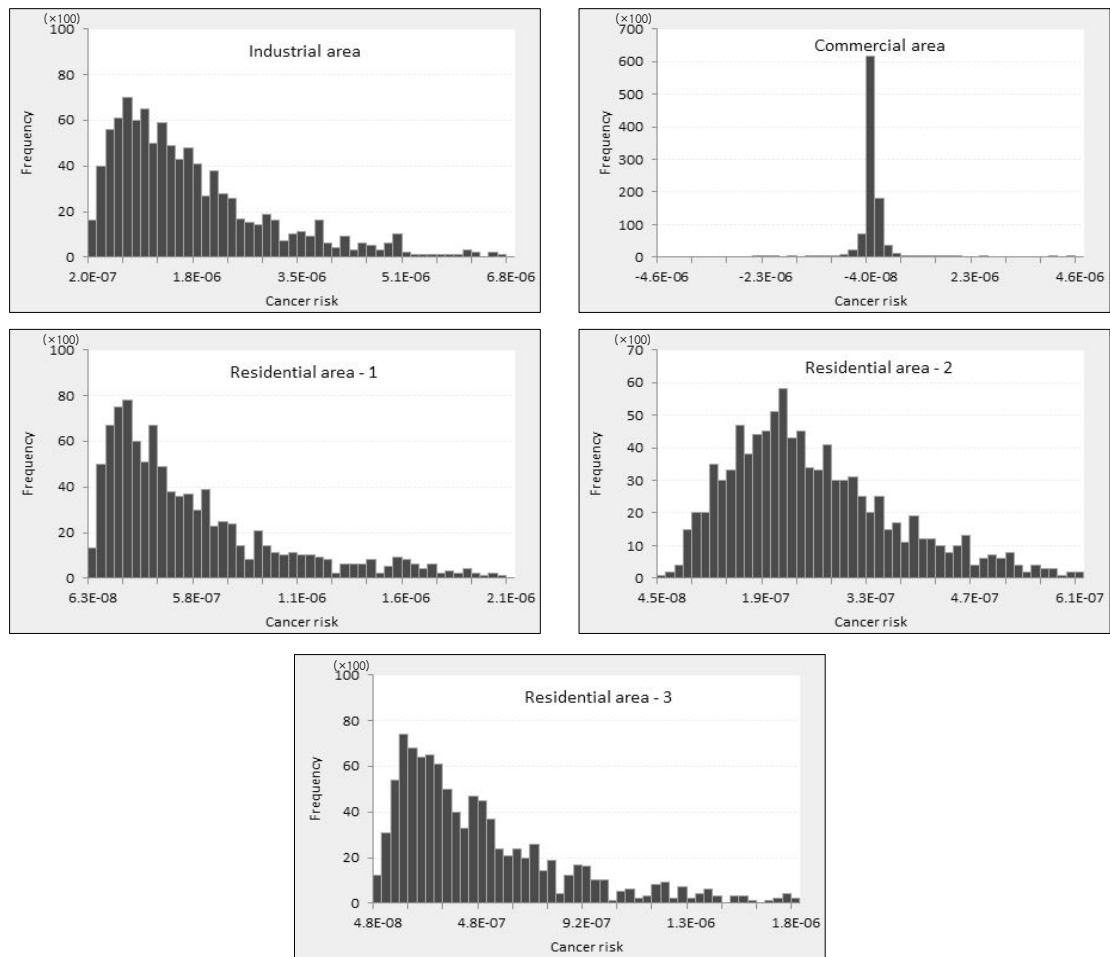 (×100)
100
80
60
40
20
0
Frequency
Industrial area
2.0E-07 1.8E-06 3.5E-06 5.1E-06 6.8E-06
Cancer risk
(×100)
700
600
500
400
300
200
100
0
Frequency
Commercial area
-4.6E-06 -2.3E-06 -4.0E-08 2.3E-06 4.6E-06
Cancer risk
(×100)
100
80
60
40
20
0
Frequency
Residential area - 1
6.3E-08 5.8E-07 1.1E-06 1.6E-06 2.1E-06
Cancer risk
(×100)
70
60
50
40
30
20
10
0
Frequency
Residential area - 2
4.5E-08 1.9E-07 3.3E-07 4.7E-07 6.1E-07
Cancer risk
(×100)
100
80
60
40
20
0
Frequency
Residential area - 3
4.8E-08 4.8E-07 9.2E-07 1.3E-06 1.8E-06
Cancer risk